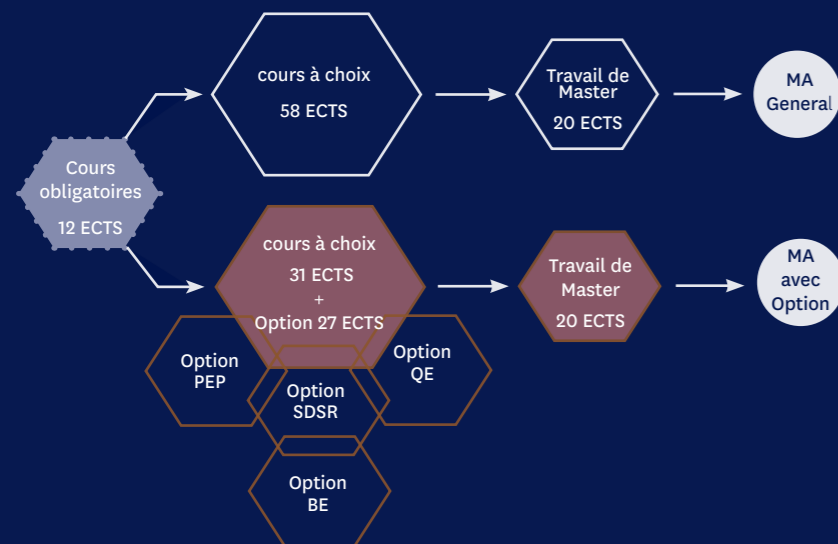 Cours
obligatoires
12 ECTS
cours à choix
58 ECTS
Travail de
Master
20 ECTS
MA
General
cours à choix
31 ECTS
+
Option 27 ECTS
Travail de
Master
20 ECTS
MA
avec
Option
Option
PEP
Option
SDSR
Option
QE
Option
BE